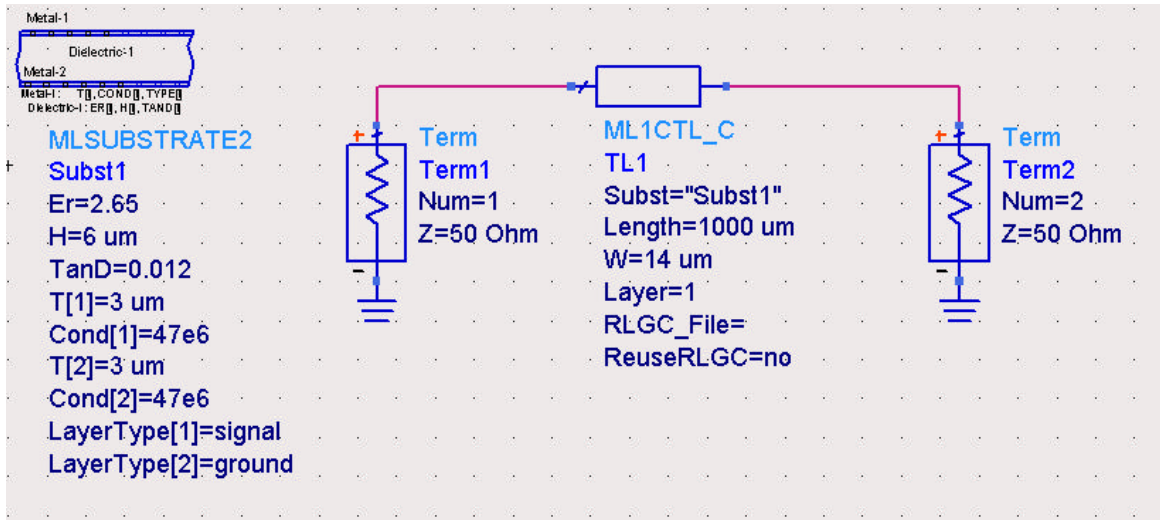 Metal-1
Dielectric-1
Metal-2
Metal-I : T[], COND[], TYPE[]
Dielectric-I : ER[], H[], TAND[]
MLSUBSTRATE2
Subst1
Er=2.65
H=6 um
TanD=0.012
T[1]=3 um
Cond[1]=47e6
T[2]=3 um
Cond[2]=47e6
LayerType[1]=signal
LayerType[2]=ground
+
-
Term
Term1
Num=1
Z=50 Ohm
ML1CTL_C
TL1
Subst="Subst1"
Length=1000 um
W=14 um
Layer=1
RLGC_File=
ReuseRLGC=no
+
-
Term
Term2
Num=2
Z=50 Ohm